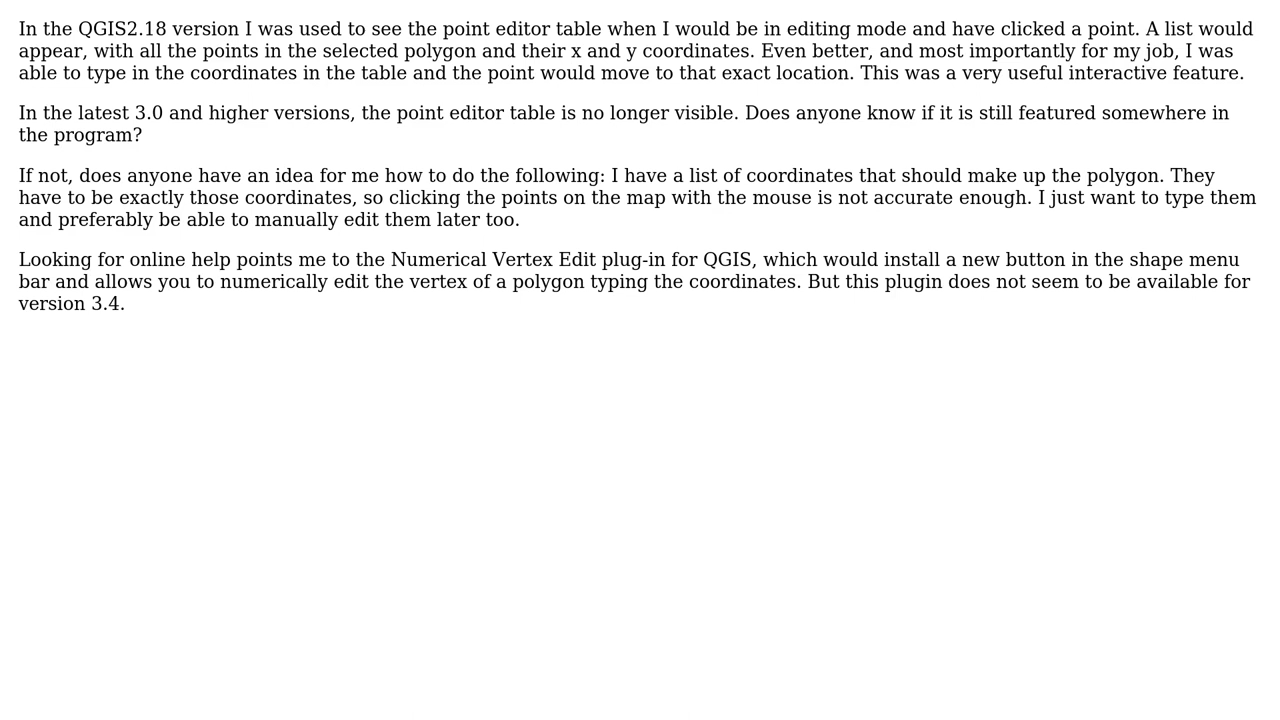 In the QGIS2.18 version I was used to see the point editor table when I would be in editing mode and have clicked a point. A list would
appear, with all the points in the selected polygon and their x and y coordinates. Even better, and most importantly for my job, I was
able to type in the coordinates in the table and the point would move to that exact location. This was a very useful interactive feature.
In the latest 3.0 and higher versions, the point editor table is no longer visible. Does anyone know if it is still featured somewhere in
the program?
If not, does anyone have an idea for me how to do the following: I have a list of coordinates that should make up the polygon. They
have to be exactly those coordinates, so clicking the points on the map with the mouse is not accurate enough. I just want to type them
and preferably be able to manually edit them later too.
Looking for online help points me to the Numerical Vertex Edit plug-in for QGIS, which would install a new button in the shape menu
bar and allows you to numerically edit the vertex of a polygon typing the coordinates. But this plugin does not seem to be available for
version 3.4.